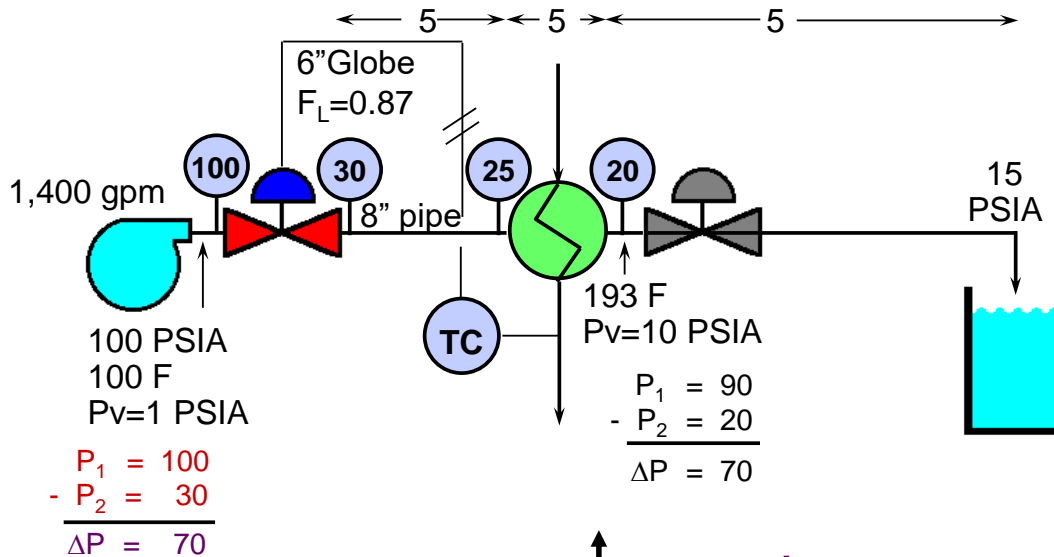 5 5 5
6”Globe
F_L=0.87
100 30 25 20
1,400 gpm
8” pipe
15
PSIA
193 F
Pv=10 PSIA
TC
100 PSIA
100 F
Pv=1 PSIA
P₁ = 90
- P₂ = 20
∆P = 70
P₁ = 100
- P₂ = 30
∆P = 70